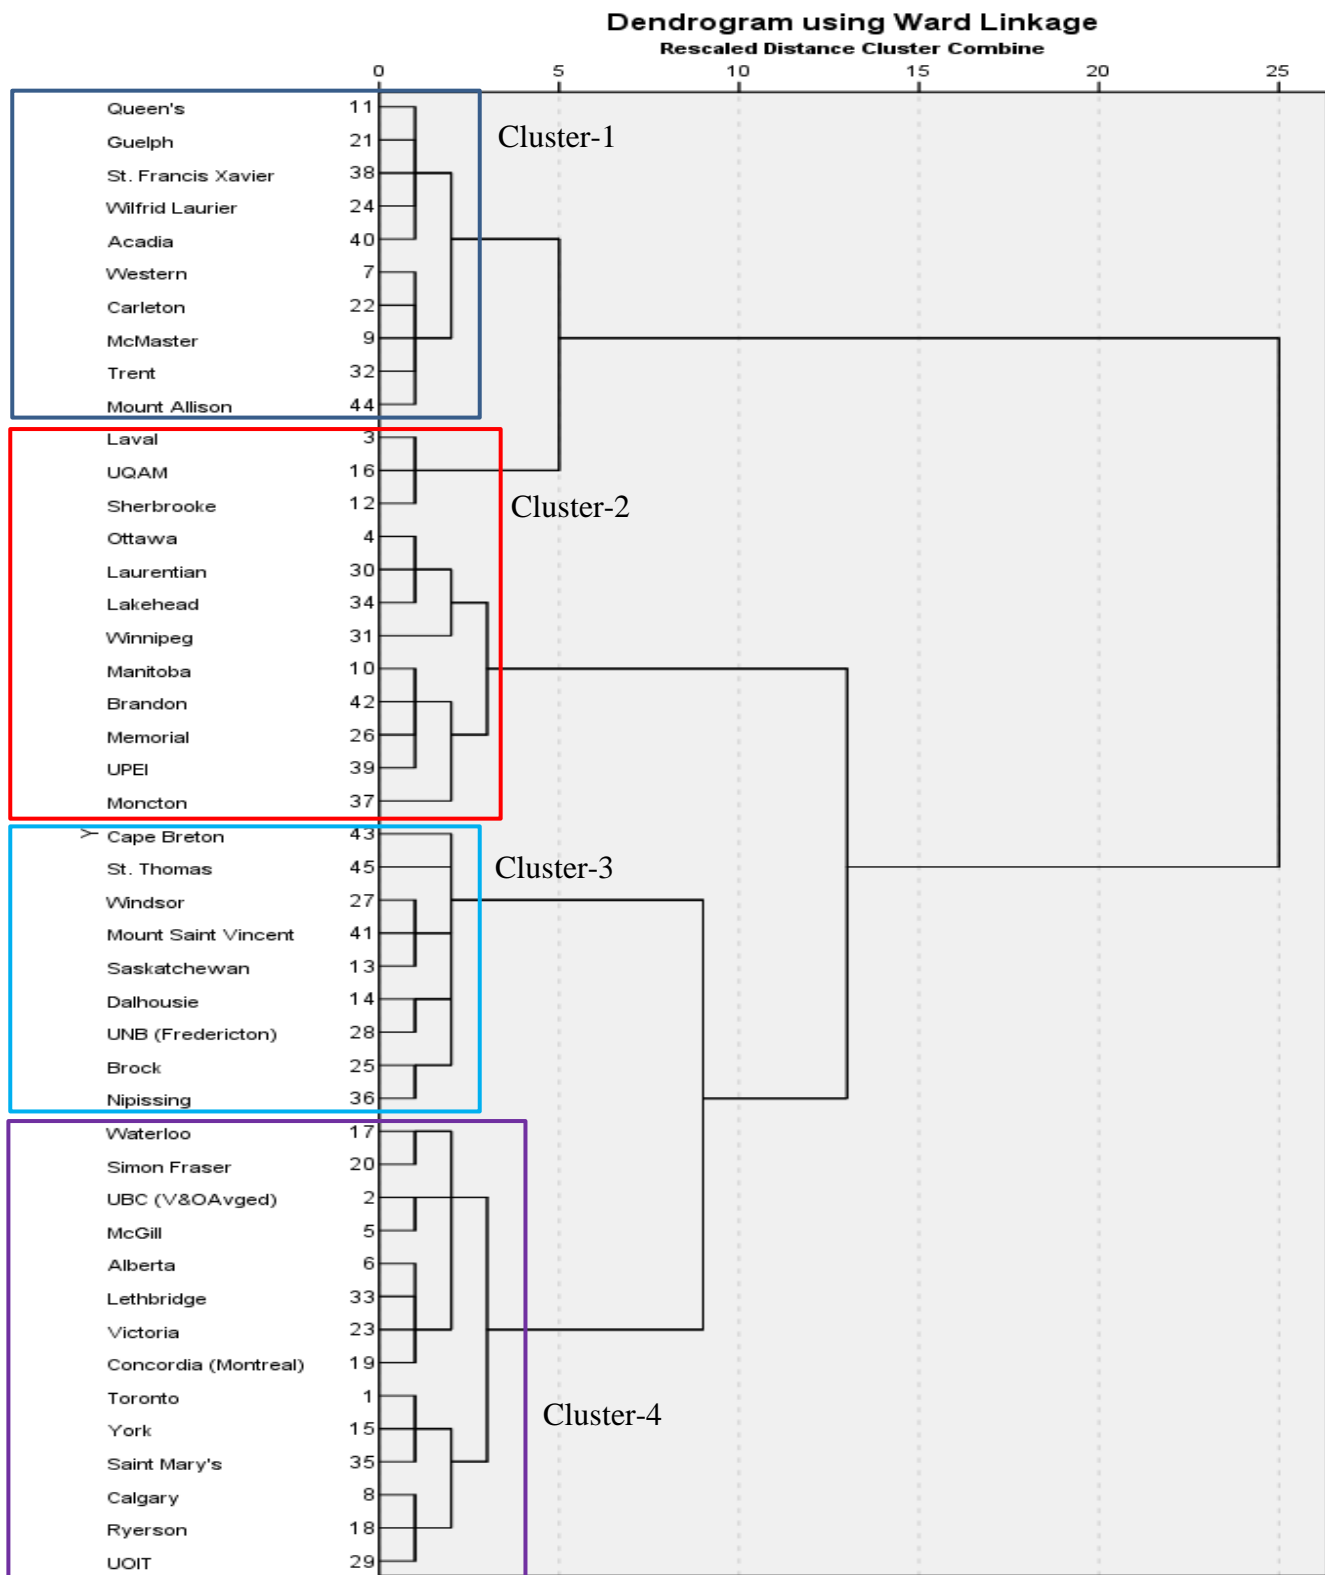 Dendrogram using Ward Linkage
Rescaled Distance Cluster Combine
0 5 10 15 20 25
Queen's 11
Cluster-1
Guelph 21
St. Francis Xavier 38
Wilfrid Laurier 24
Acadia 40
Western 7
Carleton 22
McMaster 9
Trent 32
Mount Allison 44
Laval 3
UQAM 16
Sherbrooke 12
Cluster-2
Ottawa 4
Laurentian 30
Lakehead 34
Winnipeg 31
Manitoba 10
Brandon 42
Memorial 26
UPEI 39
Moncton 37
Y Cape Breton 43
St. Thomas 45
Cluster-3
Windsor 27
Mount Saint Vincent 41
Saskatchewan 13
Dalhousie 14
UNB (Fredericton) 28
Brock 25
Nipissing 36
Waterloo 17
Simon Fraser 20
UBC (V&OAvged) 2
McGill 5
Alberta 6
Lethbridge 33
Victoria 23
Concordia (Montreal) 19
Toronto 1
Cluster-4
York 15
Saint Mary's 35
Calgary 8
Ryerson 18
UOIT 29